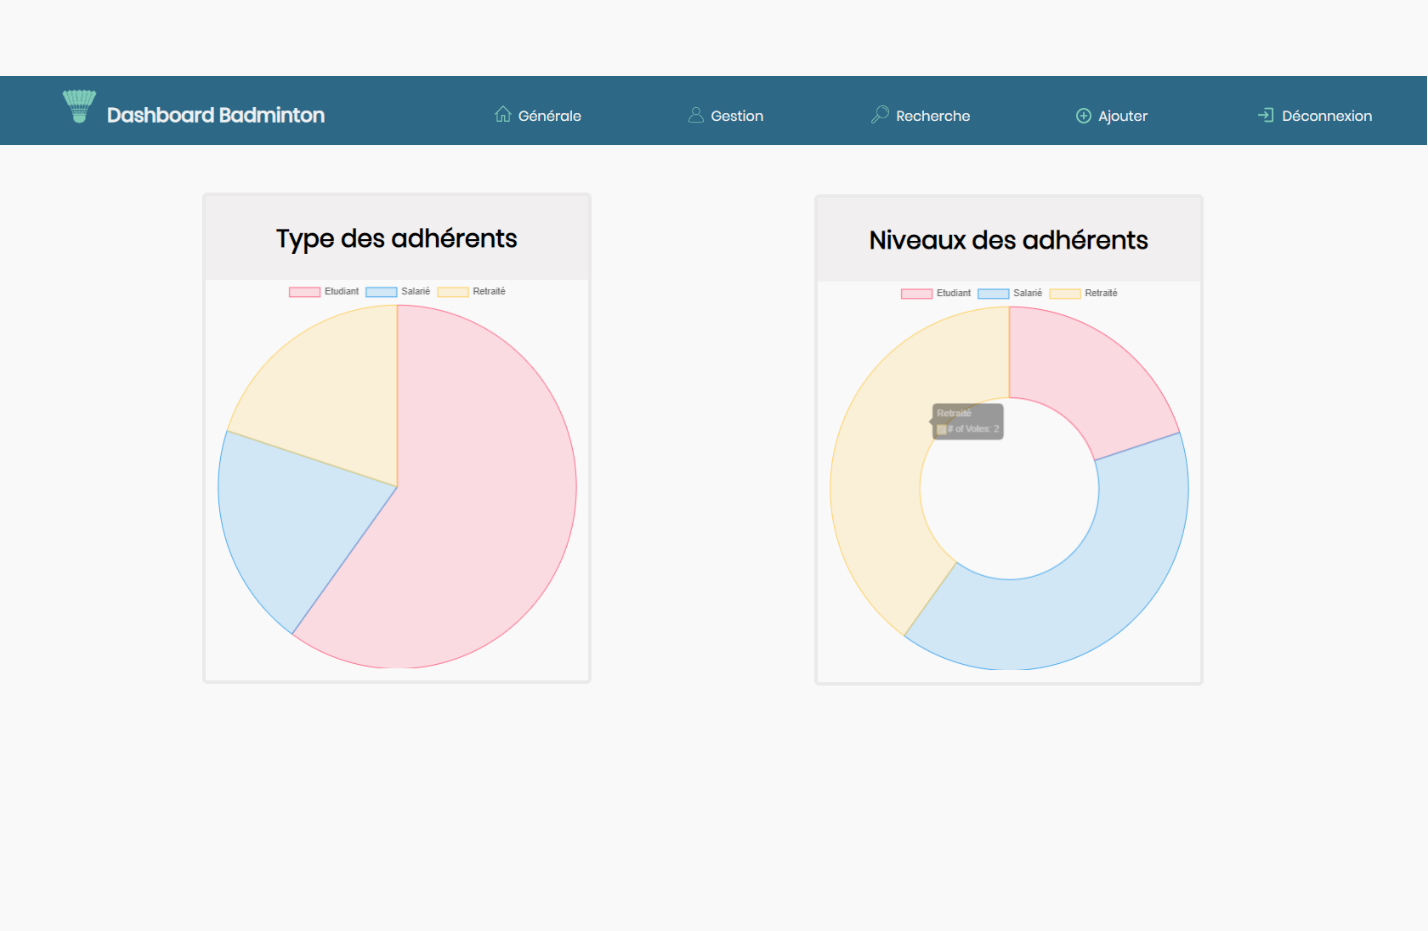 Dashboard Badminton
Générale
Gestion
Recherche
Ajouter
Déconnexion
Type des adhérents
Etudiant Salarié Retraité
Niveaux des adhérents
Etudiant Salarié Retraité
Retraité
# of Votes: 2